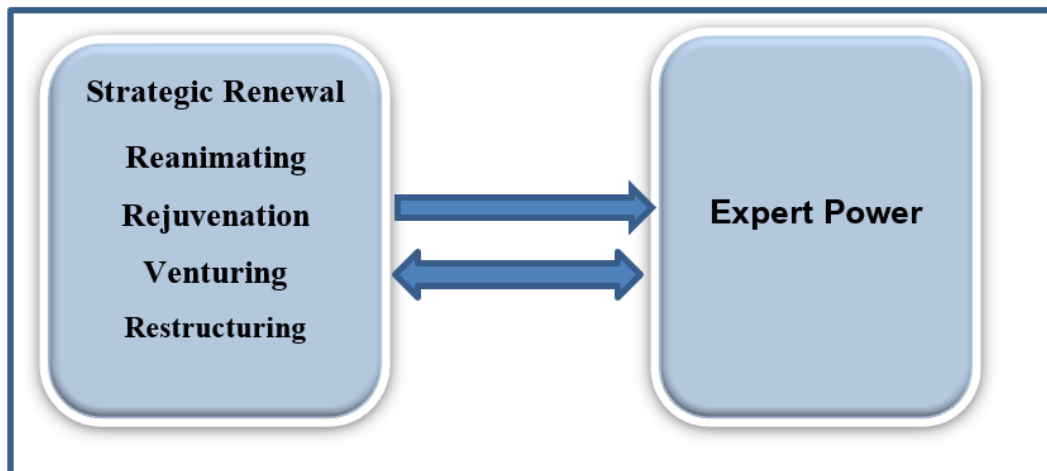 Strategic Renewal
Reanimating
Rejuvenation
Venturing
Restructuring
Expert Power